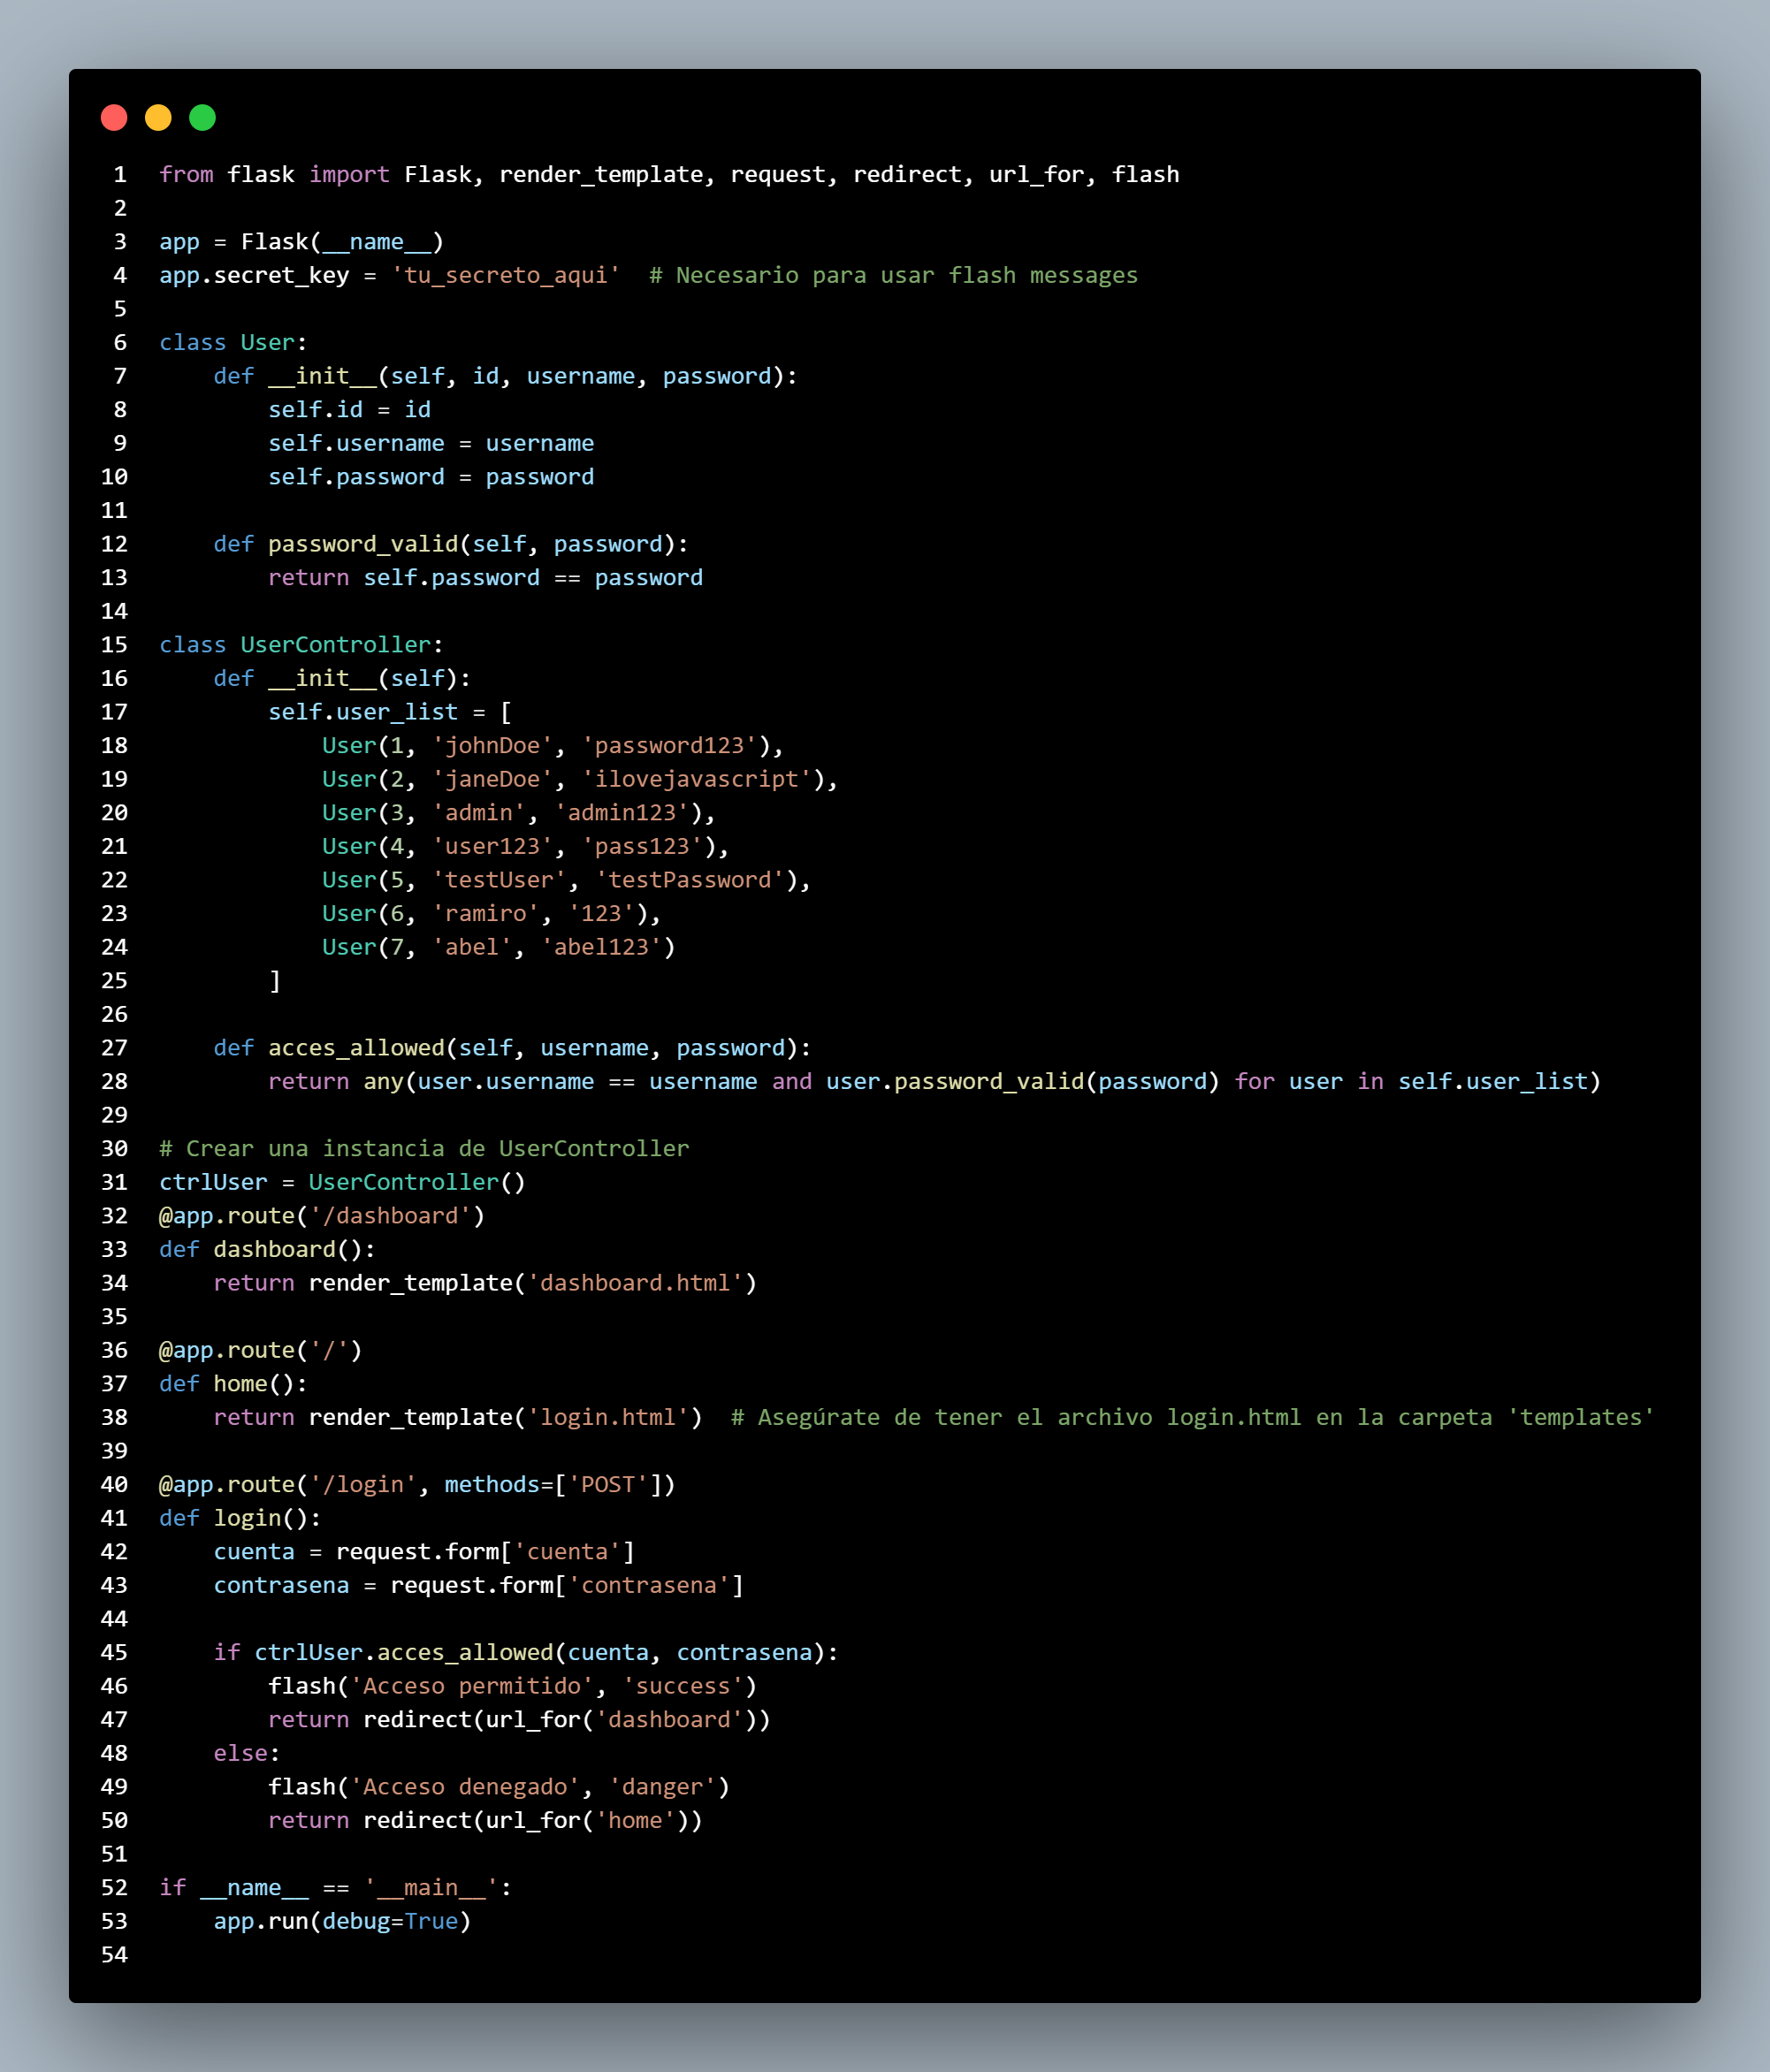 1 from flask import Flask, render_template, request, redirect, url_for, flash
2
3 app = Flask(__name__)
4 app.secret_key = 'tu_secreto_aqui'  # Necesario para usar flash messages
5
6 class User:
7     def __init__(self, id, username, password):
8         self.id = id
9         self.username = username
10         self.password = password
11
12     def password_valid(self, password):
13         return self.password == password
14
15 class UserController:
16     def __init__(self):
17         self.user_list = [
18             User(1, 'johnDoe', 'password123'),
19             User(2, 'janeDoe', 'ilovejavascript'),
20             User(3, 'admin', 'admin123'),
21             User(4, 'user123', 'pass123'),
22             User(5, 'testUser', 'testPassword'),
23             User(6, 'ramiro', '123'),
24             User(7, 'abel', 'abel123')
25         ]
26
27     def acces_allowed(self, username, password):
28         return any(user.username == username and user.password_valid(password) for user in self.user_list)
29
30 # Crear una instancia de UserController
31 ctrlUser = UserController()
32 @app.route('/dashboard')
33 def dashboard():
34     return render_template('dashboard.html')
35
36 @app.route('/')
37 def home():
38     return render_template('login.html')  # Asegúrate de tener el archivo login.html en la carpeta 'templates'
39
40 @app.route('/login', methods=['POST'])
41 def login():
42     cuenta = request.form['cuenta']
43     contrasena = request.form['contrasena']
44
45     if ctrlUser.acces_allowed(cuenta, contrasena):
46         flash('Acceso permitido', 'success')
47         return redirect(url_for('dashboard'))
48     else:
49         flash('Acceso denegado', 'danger')
50         return redirect(url_for('home'))
51
52 if __name__ == '__main__':
53     app.run(debug=True)
54